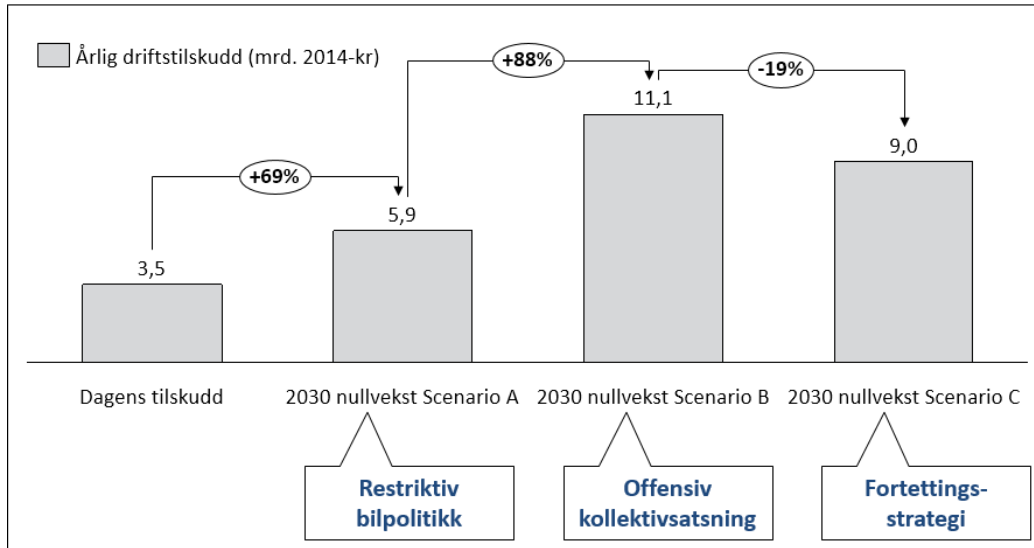 Årlig driftstilskudd (mrd. 2014-kr)
+88%
-19%
11,1
9,0
+69%
5,9
3,5
Dagens tilskudd
2030 nullvekst Scenario A
2030 nullvekst Scenario B
2030 nullvekst Scenario C
Restriktiv
bilpolitikk
Offensiv
kollektivsatsning
Fortettings-
strategi